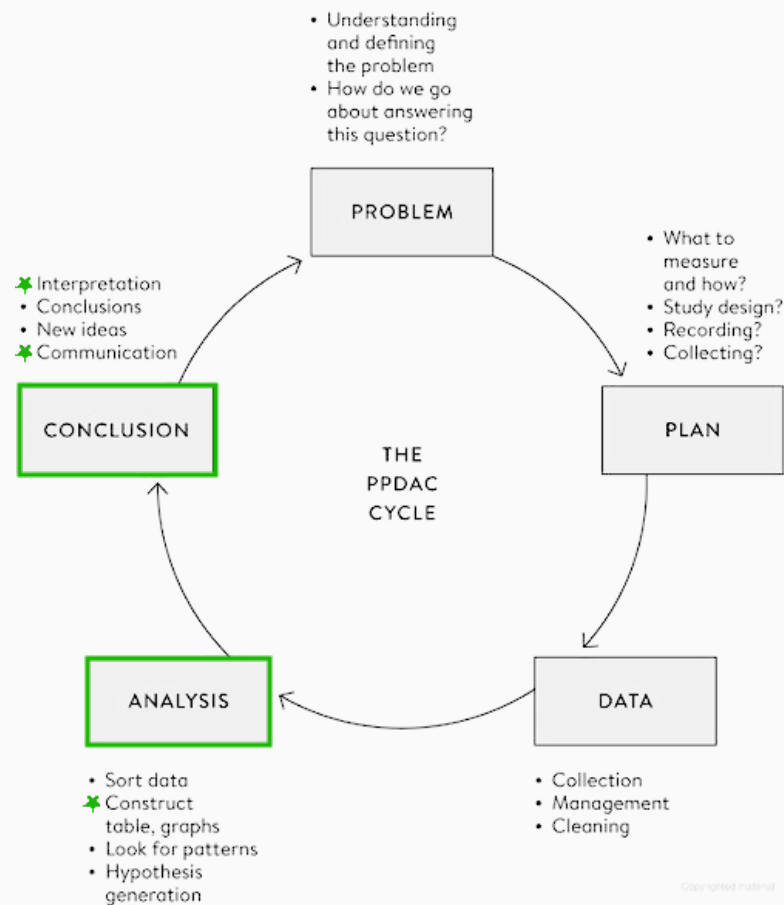 • Understanding
and defining
the problem
• How do we go
about answering
this question?
PROBLEM
• What to
measure
and how?
• Study design?
• Recording?
• Collecting?
PLAN
Interpretation
• Conclusions
• New ideas
Communication
CONCLUSION
THE
PPDAC
CYCLE
ANALYSIS
• Sort data
Construct
table, graphs
• Look for patterns
• Hypothesis
generation
DATA
• Collection
• Management
• Cleaning
Copyrighted material